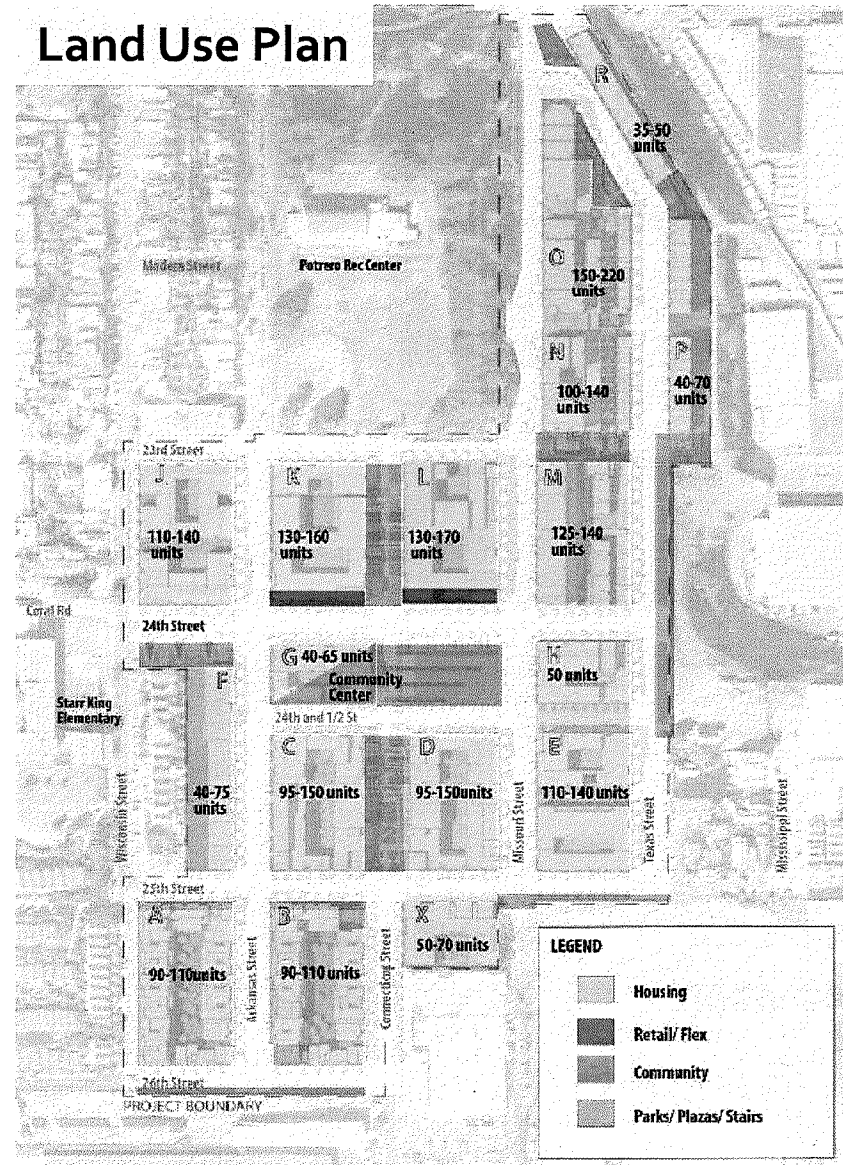 Land Use Plan
R
35-50
units
Madera Street
Potrero Rec Center
O
150-220
units
N
100-140
units
P
40-70
units
23rd Street
J
110-140
units
K
130-160
units
L
130-170
units
M
125-140
units
Coral Rd
24th Street
G 40-65 units
Community
Center
H
50 units
F
Starr King
Elementary
24th and 1/2 St
C
95-150 units
D
95-150units
E
110-140 units
40-75
units
Wisconsin Street
Missouri Street
Texas Street
Mississippi Street
25th Street
A
90-110units
B
90-110 units
X
50-70 units
Arkansas Street
Connecticut Street
26th Street
PROJECT BOUNDARY
LEGEND
Housing
Retail/ Flex
Community
Parks/ Plazas/ Stairs